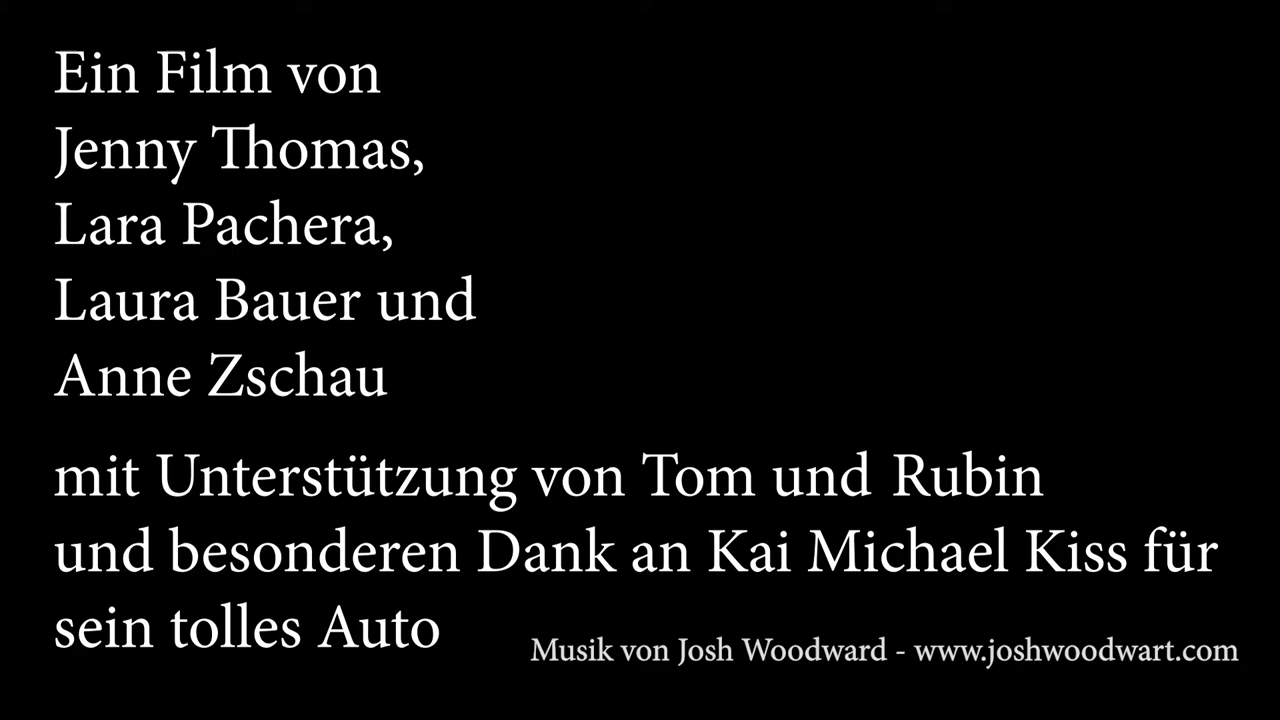 Ein Film von
Jenny Thomas,
Lara Pachera,
Laura Bauer und
Anne Zschau
mit Unterstützung von Tom und Rubin
und besonderen Dank an Kai Michael Kiss für
sein tolles Auto
Musik von Josh Woodward - www.joshwoodwart.com